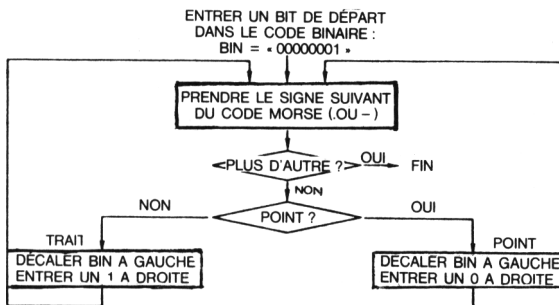 ENTRER UN BIT DE DÉPART
DANS LE CODE BINAIRE :
BIN = « 00000001 »
PRENDRE LE SIGNE SUIVANT
DU CODE MORSE (.OU –)
PLUS D'AUTRE ? OUI FIN
NON
NON POINT ? OUI
TRAIT POINT
DÉCALER BIN A GAUCHE
ENTRER UN 1 A DROITE
DÉCALER BIN A GAUCHE
ENTRER UN 0 A DROITE